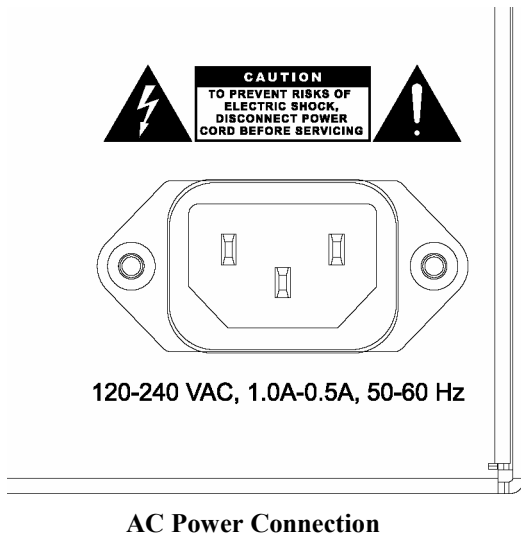 CAUTION
TO PREVENT RISKS OF
ELECTRIC SHOCK,
DISCONNECT POWER
CORD BEFORE SERVICING
120-240 VAC, 1.0A-0.5A, 50-60 Hz
AC Power Connection